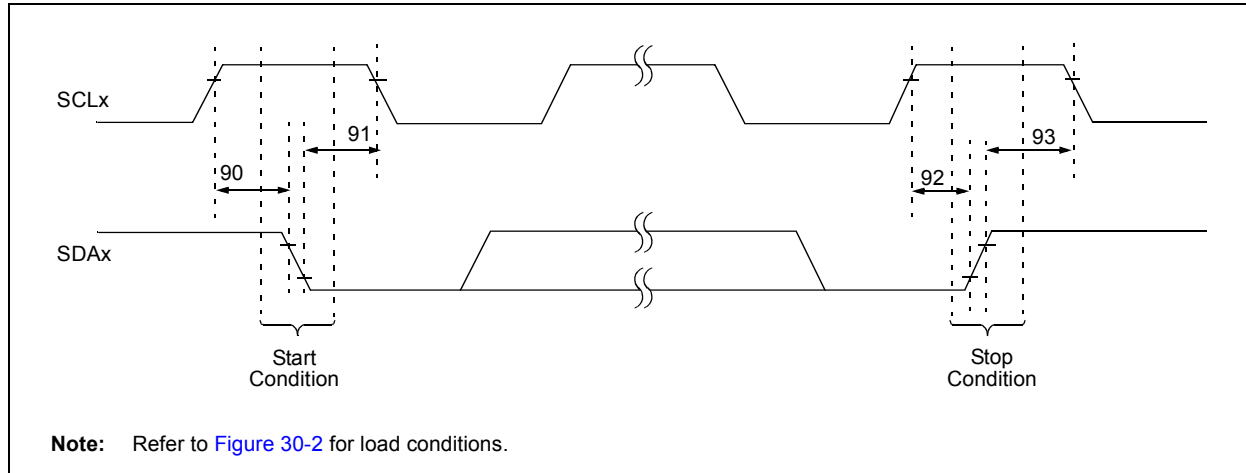 SCLx
91
93
90
92
SDAx
Start
Condition
Stop
Condition
Note: Refer to Figure 30-2 for load conditions.